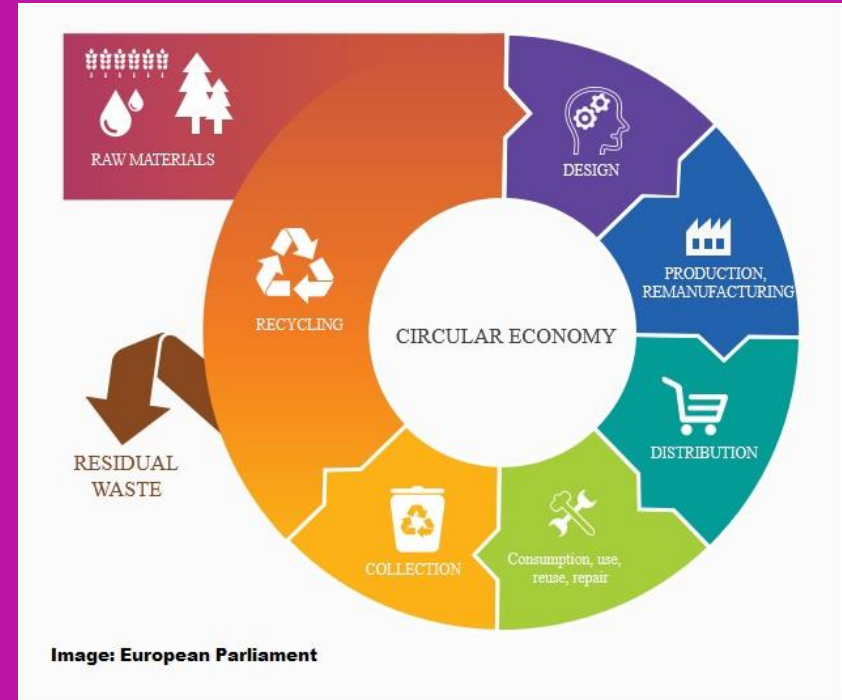 RAW MATERIALS
DESIGN
PRODUCTION,
REMANUFACTURING
RECYCLING
CIRCULAR ECONOMY
DISTRIBUTION
RESIDUAL
WASTE
COLLECTION
Consumption, use,
reuse, repair
Image: European Parliament